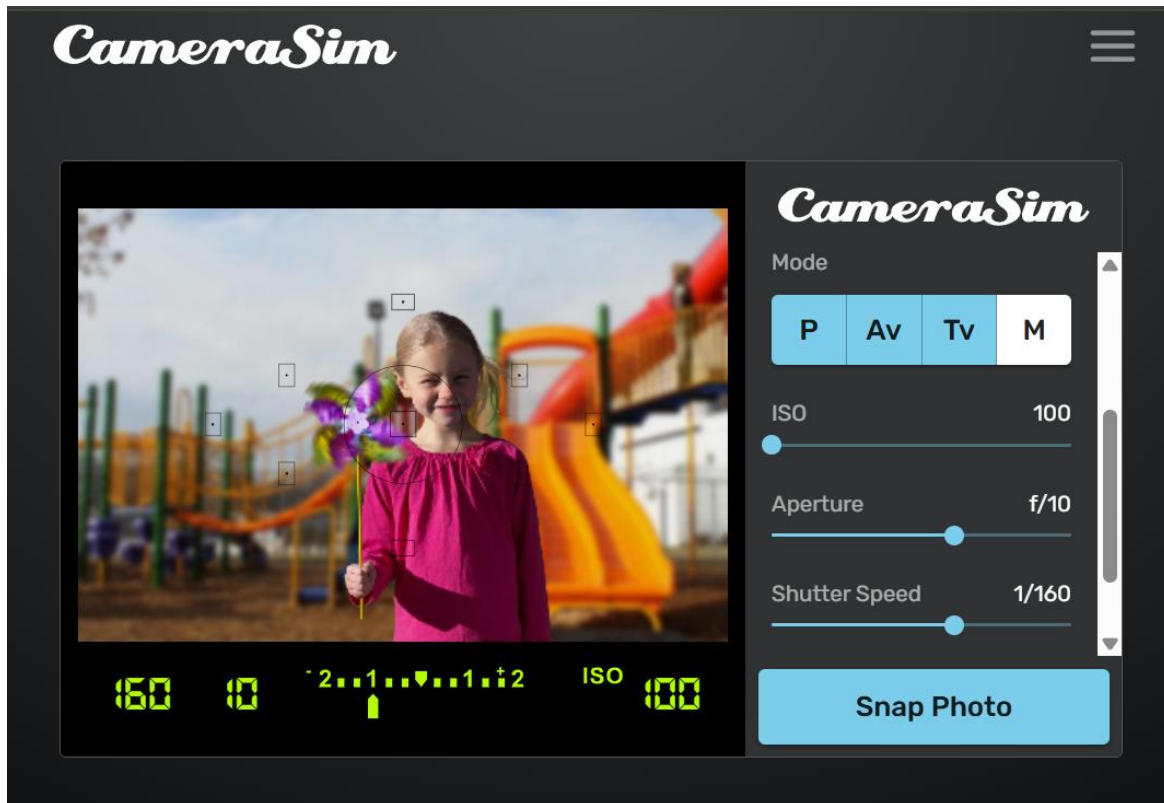 CameraSim
CameraSim
Mode
P Av Tv M
ISO 100
Aperture f/10
Shutter Speed 1/160
Snap Photo
160 10 -2..1..▼..1.+2 ISO 100